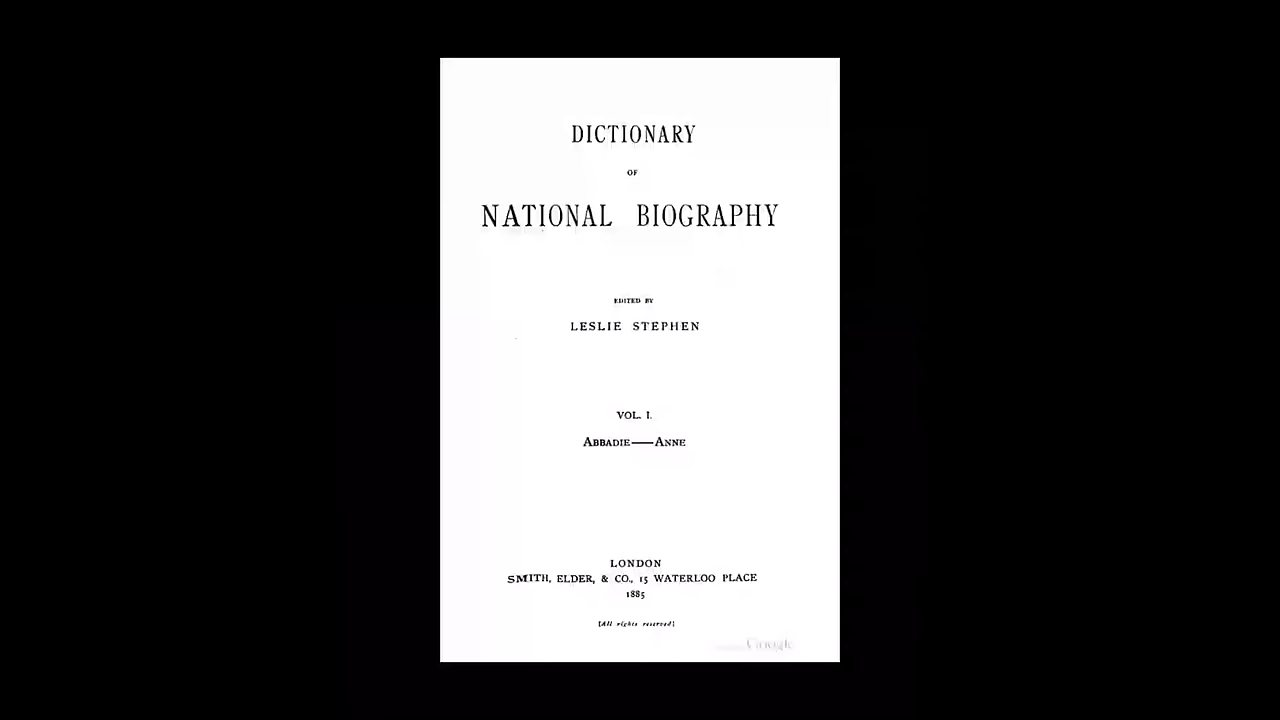 DICTIONARY
OF
NATIONAL BIOGRAPHY
EDITED BY
LESLIE STEPHEN
VOL. I.
ABBADIE—ANNE
LONDON
SMITH, ELDER, & CO., 15 WATERLOO PLACE
1885
[All rights reserved]